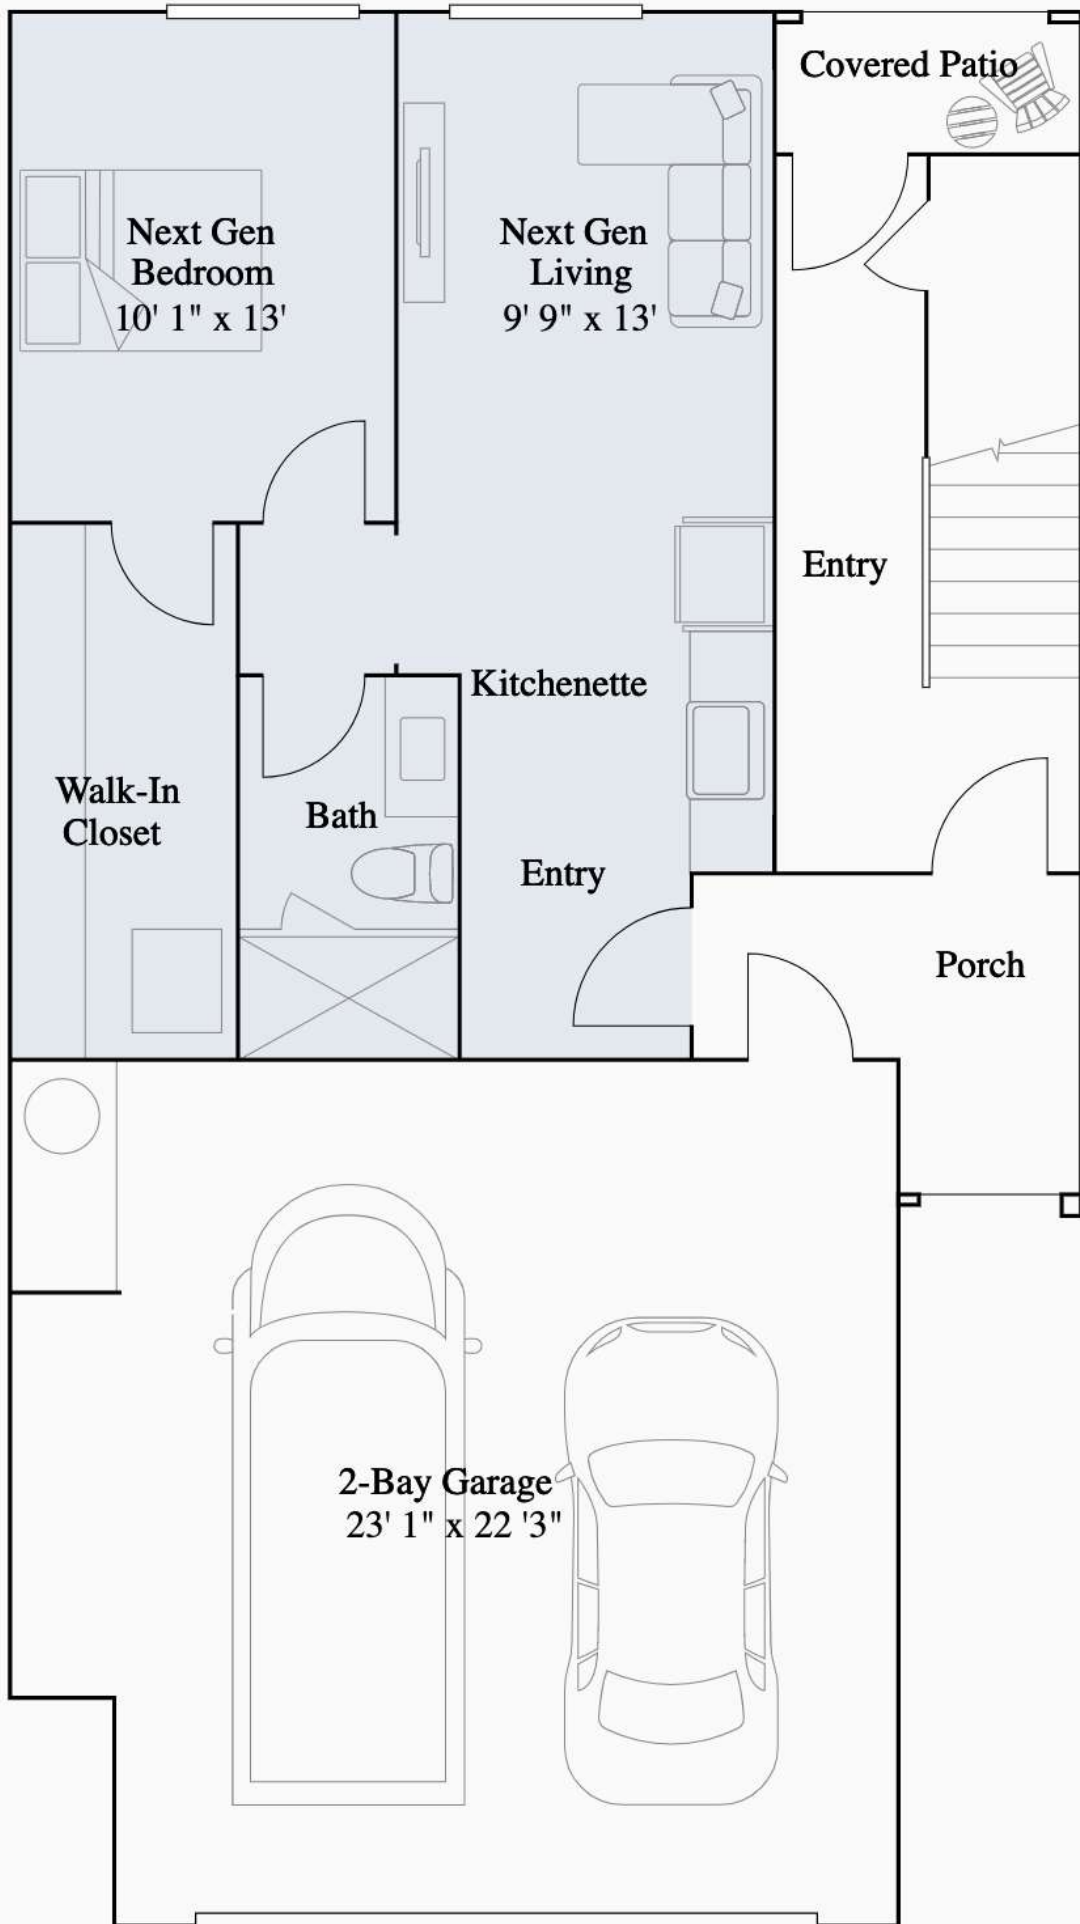 Covered Patio
Next Gen
Bedroom
10' 1" x 13'
Next Gen
Living
9' 9" x 13'
Entry
Kitchenette
Walk-In
Closet
Bath
Entry
Porch
2-Bay Garage
23' 1" x 22 '3"